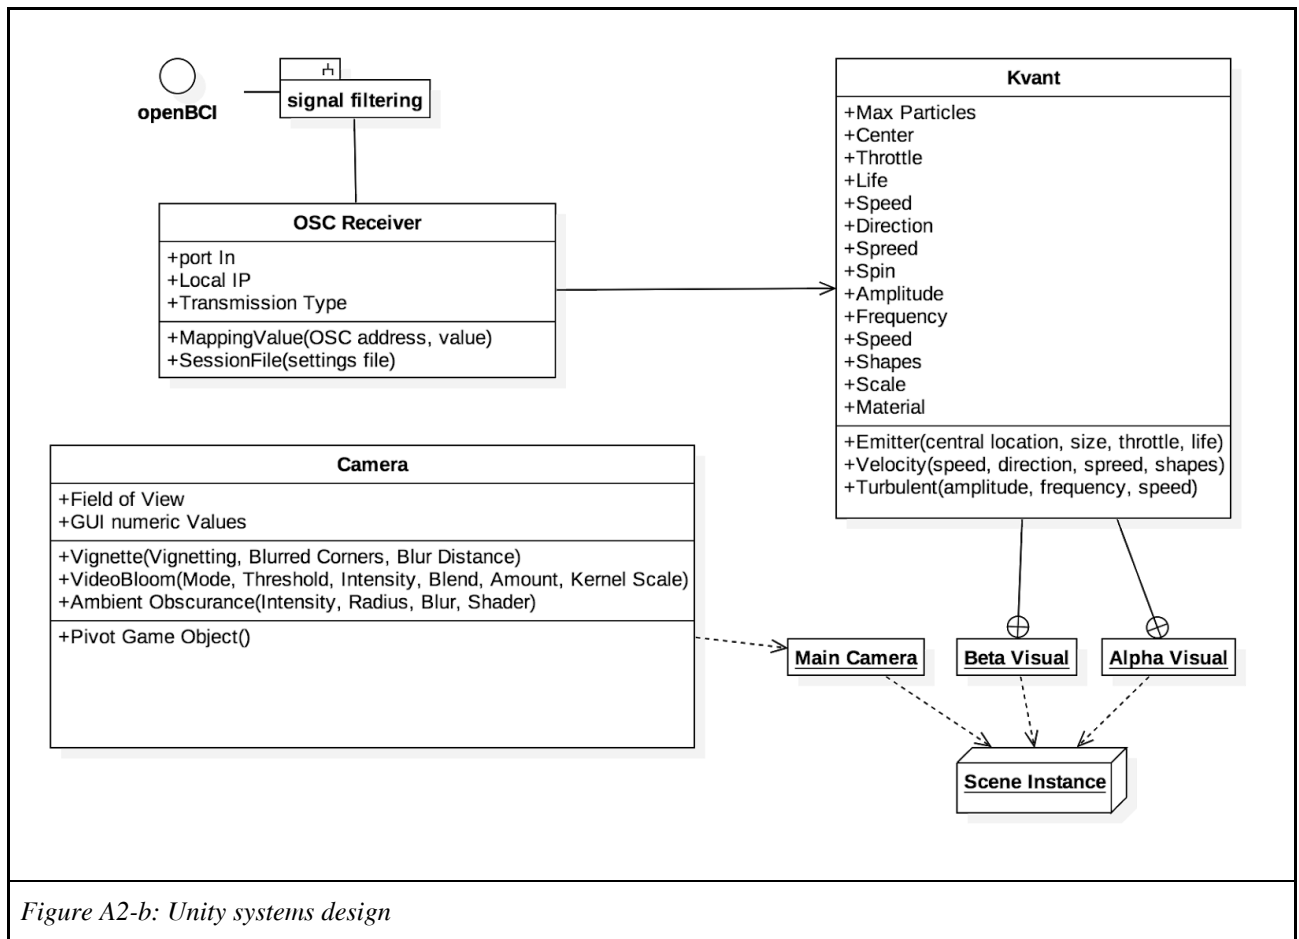 openBCI
signal filtering
OSC Receiver
+port In
+Local IP
+Transmission Type
+MappingValue(OSC address, value)
+SessionFile(settings file)
Kvant
+Max Particles
+Center
+Throttle
+Life
+Speed
+Direction
+Spreed
+Spin
+Amplitude
+Frequency
+Speed
+Shapes
+Scale
+Material
+Emitter(central location, size, throttle, life)
+Velocity(speed, direction, spreed, shapes)
+Turbulent(amplitude, frequency, speed)
Camera
+Field of View
+GUI numeric Values
+Vignette(Vignetting, Blurred Corners, Blur Distance)
+VideoBloom(Mode, Threshold, Intensity, Blend, Amount, Kernel Scale)
+Ambient Obscurance(Intensity, Radius, Blur, Shader)
+Pivot Game Object()
Main Camera
Beta Visual
Alpha Visual
Scene Instance
Figure A2-b: Unity systems design